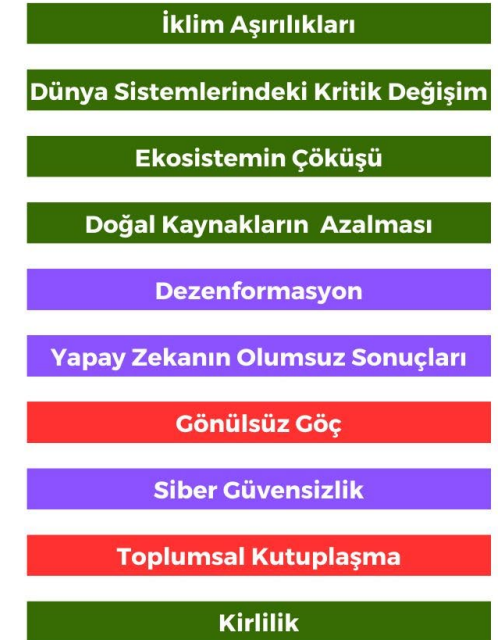 İklim Aşırılıkları
Dünya Sistemlerindeki Kritik Değişim
Ekosistemin Çöküşü
Doğal Kaynakların Azalması
Dezenformasyon
Yapay Zekanın Olumsuz Sonuçları
Gönülsüz Göç
Siber Güvensizlik
Toplumsal Kutuplaşma
Kirlilik